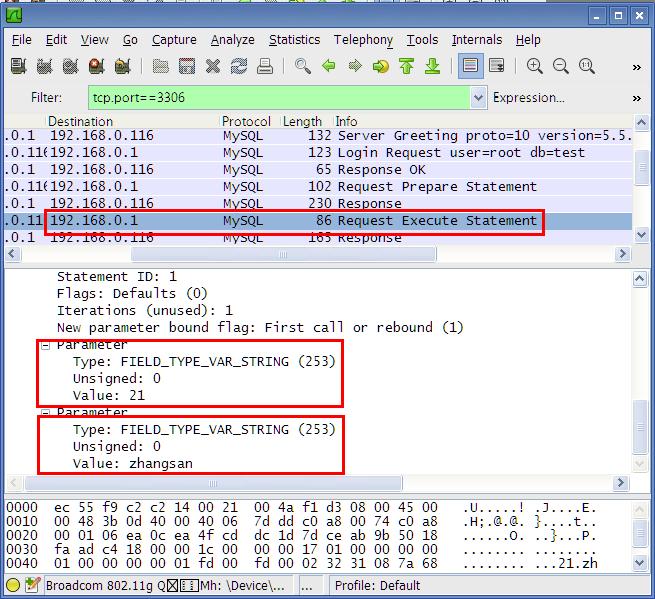 File Edit View Go Capture Analyze Statistics Telephony Tools Internals Help
Filter: tcp.port==3306 Expression... »
Destination Protocol Length Info
.0.1 192.168.0.116 MySQL 132 Server Greeting proto=10 version=5.5.
.0.116 192.168.0.1 MySQL 123 Login Request user=root db=test
.0.1 192.168.0.116 MySQL 65 Response OK
.0.116 192.168.0.1 MySQL 102 Request Prepare Statement
.0.1 192.168.0.116 MySQL 230 Response
.0.11 192.168.0.1 MySQL 86 Request Execute Statement
.0.1 192.168.0.116 MySQL 165 Response
Statement ID: 1
Flags: Defaults (0)
Iterations (unused): 1
New parameter bound flag: First call or rebound (1)
Parameter
Type: FIELD_TYPE_VAR_STRING (253)
Unsigned: 0
Value: 21
Parameter
Type: FIELD_TYPE_VAR_STRING (253)
Unsigned: 0
Value: zhangsan
0000 ec 55 f9 c2 c2 14 00 21 00 4a f1 d3 08 00 45 00 .U.....! .J....E.
0010 00 48 3b 0d 40 00 40 06 7d dd c0 a8 00 74 c0 a8 .H;.@.@. }....t..
0020 00 01 06 ea 0c ea 4f cd dc 1d 7d ce ab 9b 50 18 ......O. ..}...P.
0030 fa ad c4 18 00 00 1c 00 00 00 17 01 00 00 00 00 ........ ........
0040 01 00 00 00 00 01 fd 00 fd 00 02 32 31 08 7a 68 ........ ...21.zh
Broadcom 802.11g Mh: \Device\... ... Profile: Default